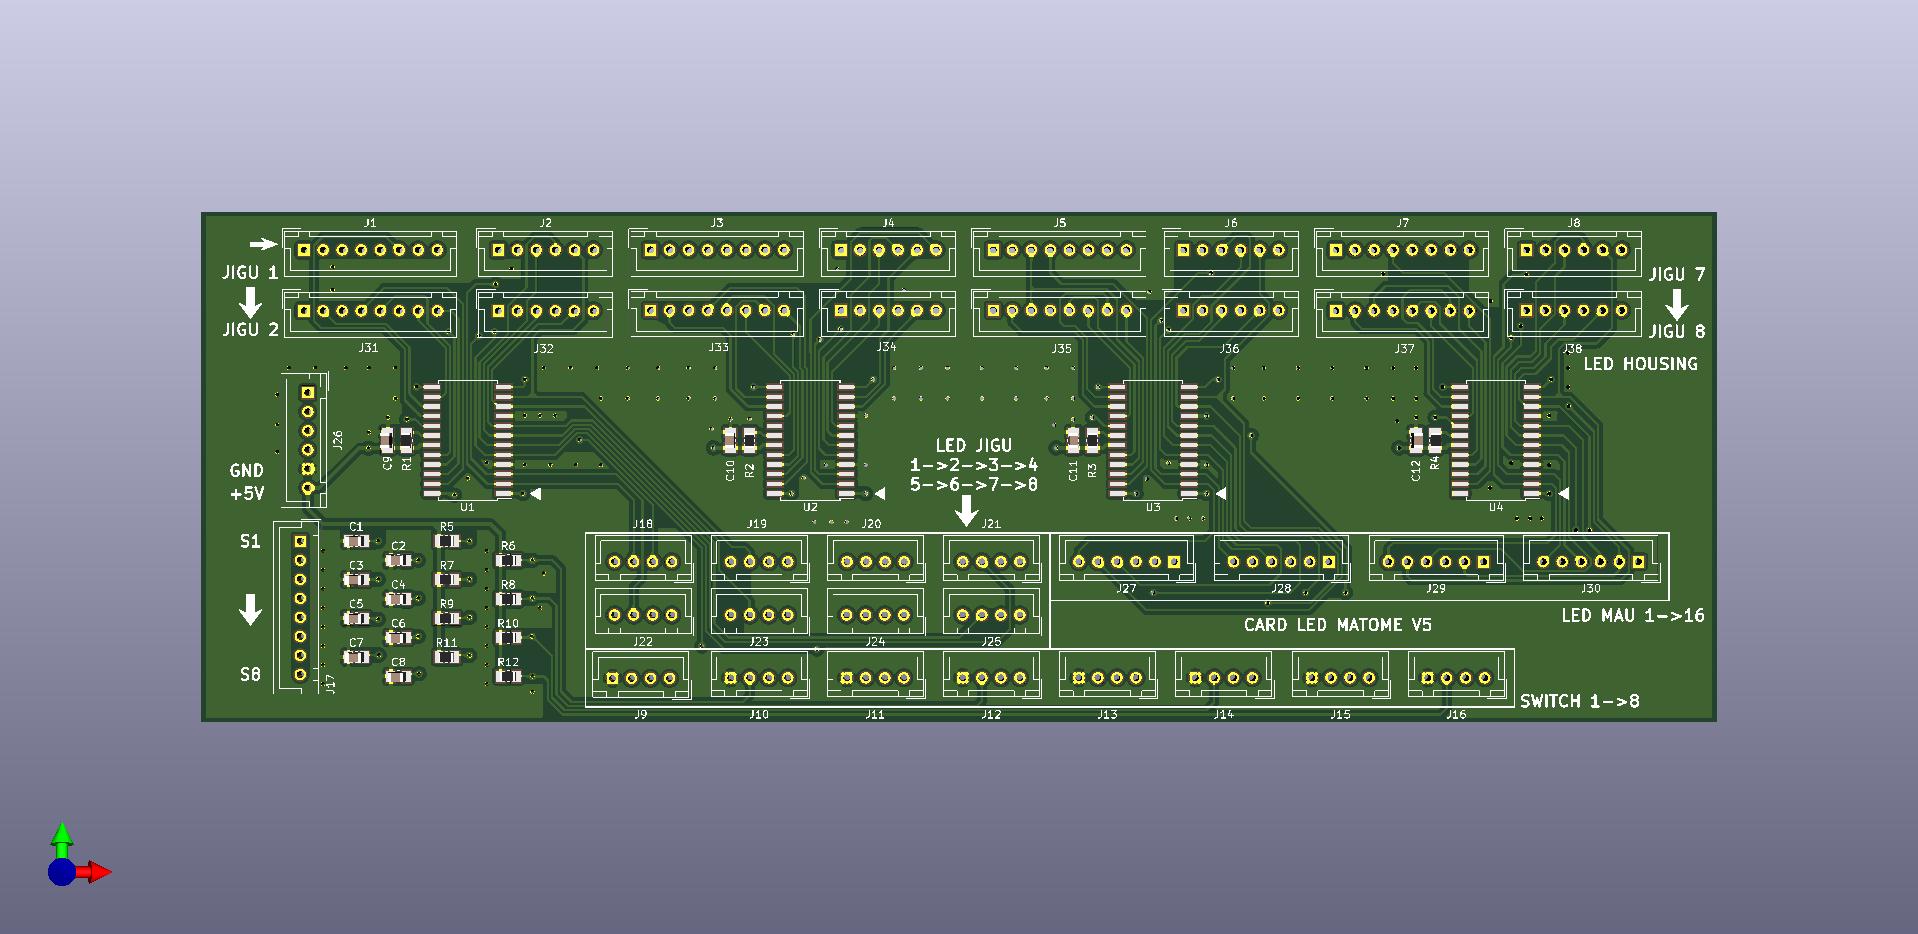 J1 J2 J3 J4 J5 J6 J7 J8
JIGU 1
JIGU 7
JIGU 2
JIGU 8
J31 J32 J33 J34 J35 J36 J37 J38
LED HOUSING
J26
C9 R1 C10 R2 C11 R3 C12 R4
GND
+5V
LED JIGU
1->2->3->4
5->6->7->8
U1 U2 U3 U4
J18 J19 J20 J21
S1
C1 R5
C2 R6
C3 R7
C4 R8
C5 R9
C6 R10
C7 R11
C8 R12
S8
J17
J27 J28 J29 J30
LED MAU 1->16
CARD LED MATOME V5
J22 J23 J24 J25
SWITCH 1->8
J9 J10 J11 J12 J13 J14 J15 J16